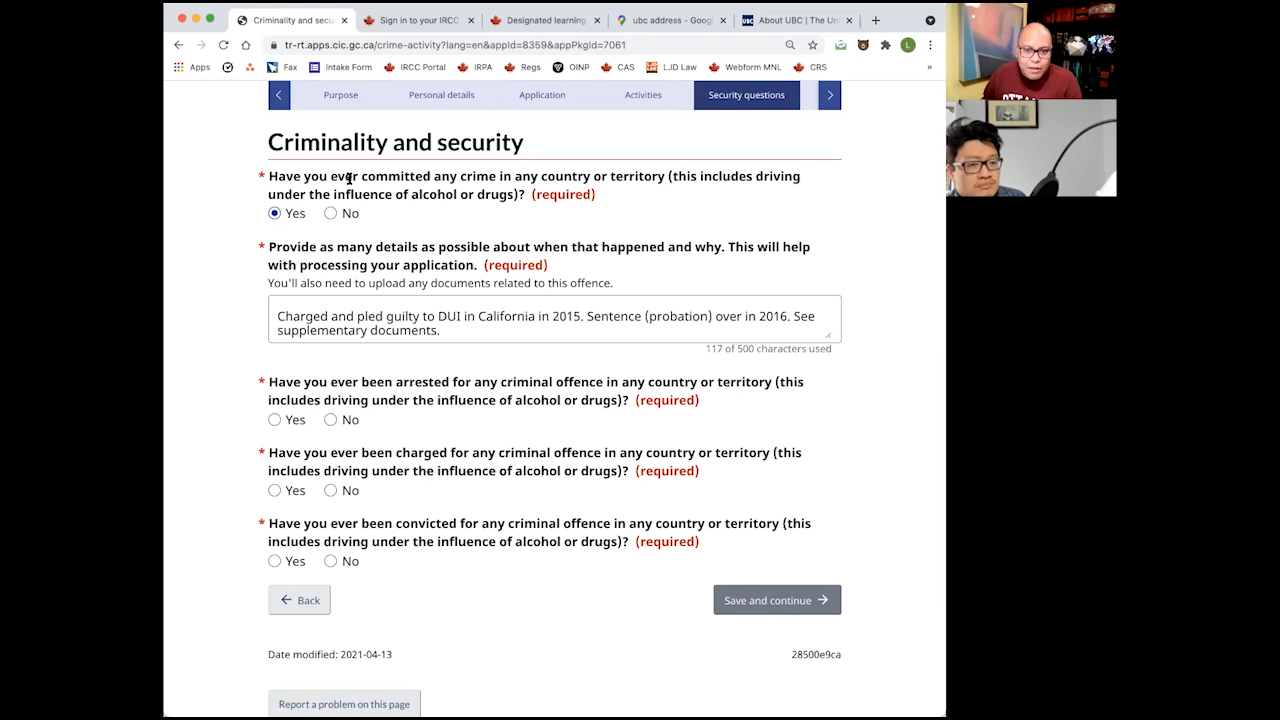 Criminality and secu
Sign in to your IRCC
Designated learning
ubc address - Goog
UBC
About UBC | The Un
tr-rt.apps.cic.gc.ca/crime-activity?lang=en&appId=8359&appPkgId=7061
L
Apps
Fax
Intake Form
IRCC Portal
IRPA
Regs
OINP
CAS
LJD Law
Webform MNL
CRS
»
Purpose
Personal details
Application
Activities
Security questions
Criminality and security
* Have you ever committed any crime in any country or territory (this includes driving
under the influence of alcohol or drugs)? (required)
Yes No
* Provide as many details as possible about when that happened and why. This will help
with processing your application. (required)
You'll also need to upload any documents related to this offence.
Charged and pled guilty to DUI in California in 2015. Sentence (probation) over in 2016. See
supplementary documents.
117 of 500 characters used
* Have you ever been arrested for any criminal offence in any country or territory (this
includes driving under the influence of alcohol or drugs)? (required)
Yes No
* Have you ever been charged for any criminal offence in any country or territory (this
includes driving under the influence of alcohol or drugs)? (required)
Yes No
* Have you ever been convicted for any criminal offence in any country or territory (this
includes driving under the influence of alcohol or drugs)? (required)
Yes No
Back
Save and continue
Date modified: 2021-04-13
28500e9ca
Report a problem on this page